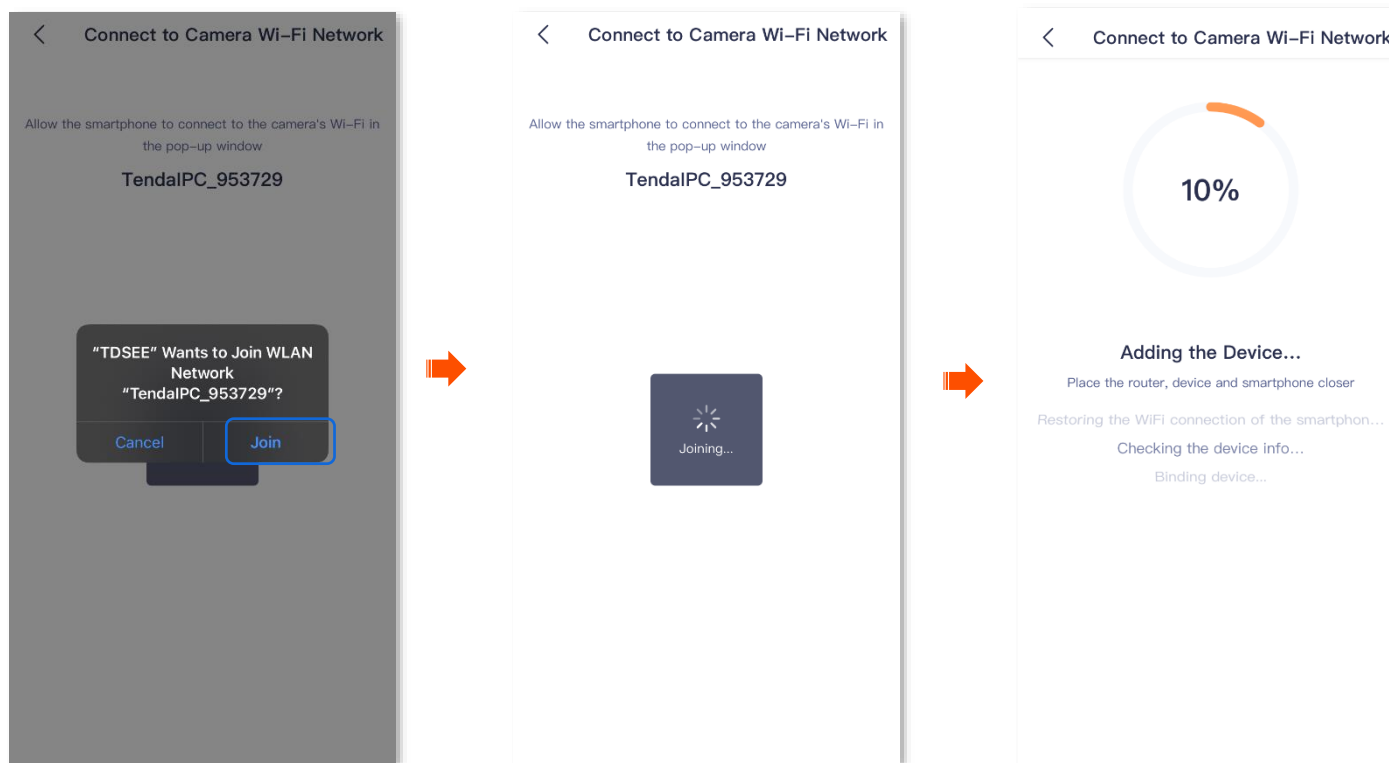 Connect to Camera Wi-Fi Network
Allow the smartphone to connect to the camera's Wi-Fi in
the pop-up window
TendaIPC_953729
"TDSEE" Wants to Join WLAN
Network
"TendaIPC_953729"?
Cancel
Join
Connect to Camera Wi-Fi Network
Allow the smartphone to connect to the camera's Wi-Fi in
the pop-up window
TendaIPC_953729
Joining...
Connect to Camera Wi-Fi Network
10%
Adding the Device...
Place the router, device and smartphone closer
Restoring the WiFi connection of the smartphon...
Checking the device info...
Binding device...